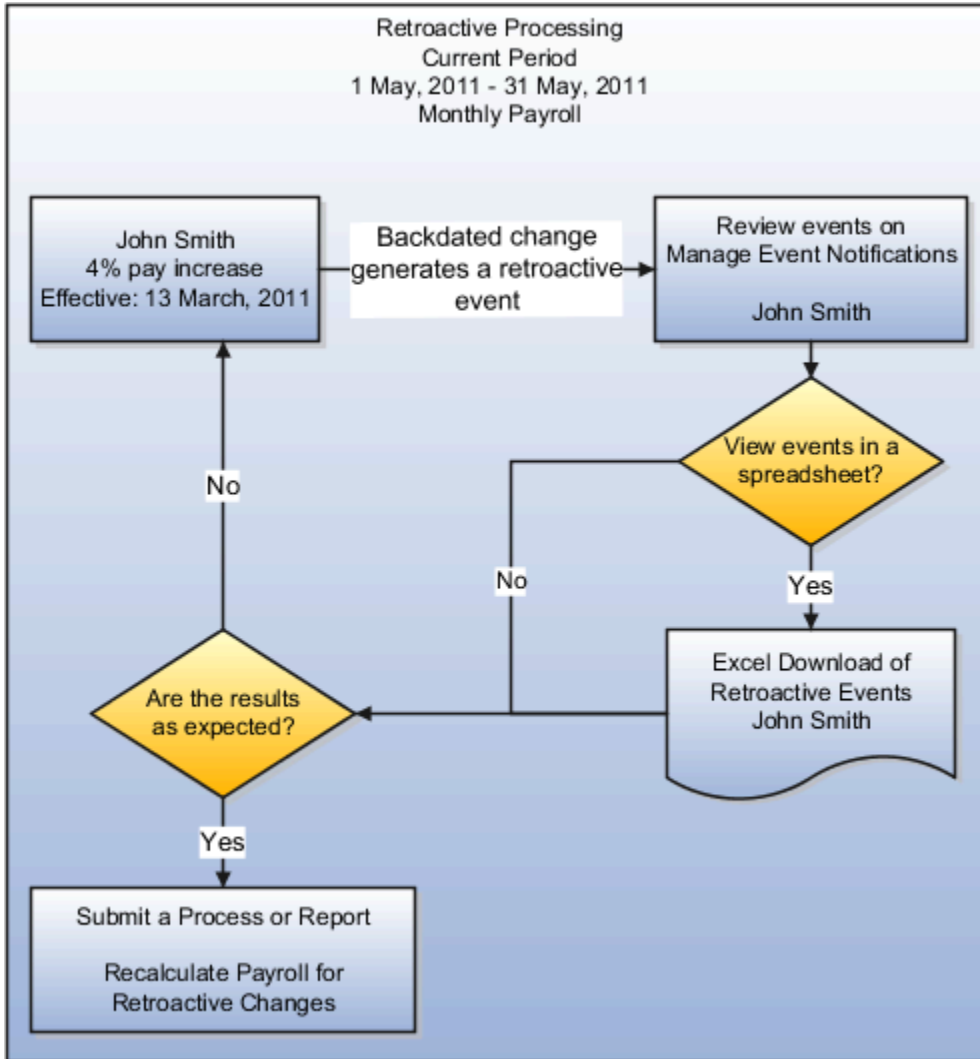 Retroactive Processing
Current Period
1 May, 2011 - 31 May, 2011
Monthly Payroll
John Smith
4% pay increase
Effective: 13 March, 2011
Backdated change
generates a retroactive
event
Review events on
Manage Event Notifications
John Smith
View events in a
spreadsheet?
No
No
Yes
Excel Download of
Retroactive Events
John Smith
Are the results
as expected?
Yes
Submit a Process or Report
Recalculate Payroll for
Retroactive Changes